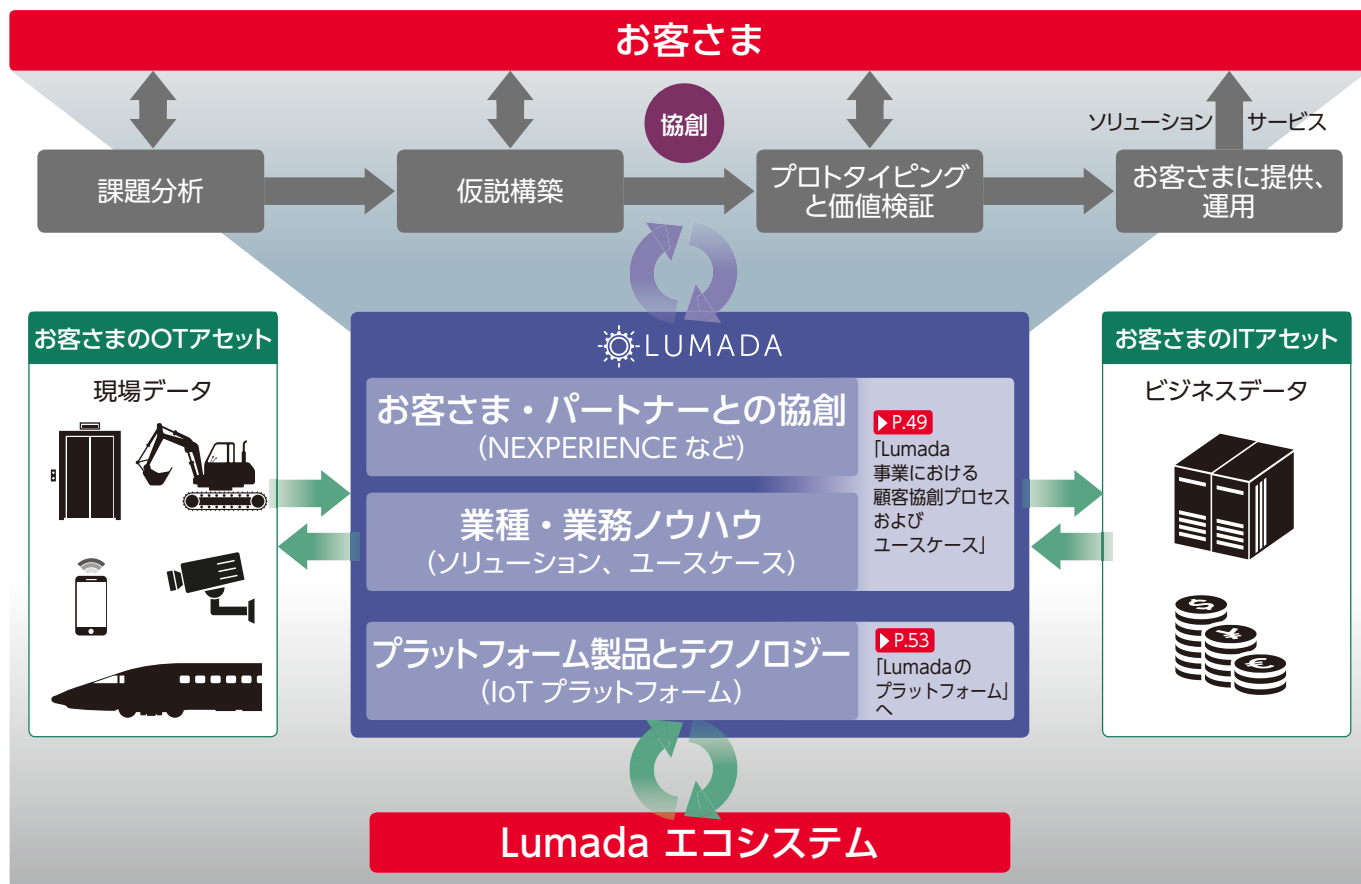 お客さま
協創
ソリューション サービス
課題分析
仮説構築
プロトタイピング
と価値検証
お客さまに提供、
運用
お客さまのOTアセット
現場データ
LUMADA
お客さま・パートナーとの協創
(NEXPERIENCE など)
業種・業務ノウハウ
(ソリューション、ユースケース)
P.49
「Lumada
事業における
顧客協創プロセス
および
ユースケース」
プラットフォーム製品とテクノロジー
(IoT プラットフォーム)
P.53
「Lumadaの
プラットフォーム」
へ
お客さまのITアセット
ビジネスデータ
$
¥
€
Lumada エコシステム